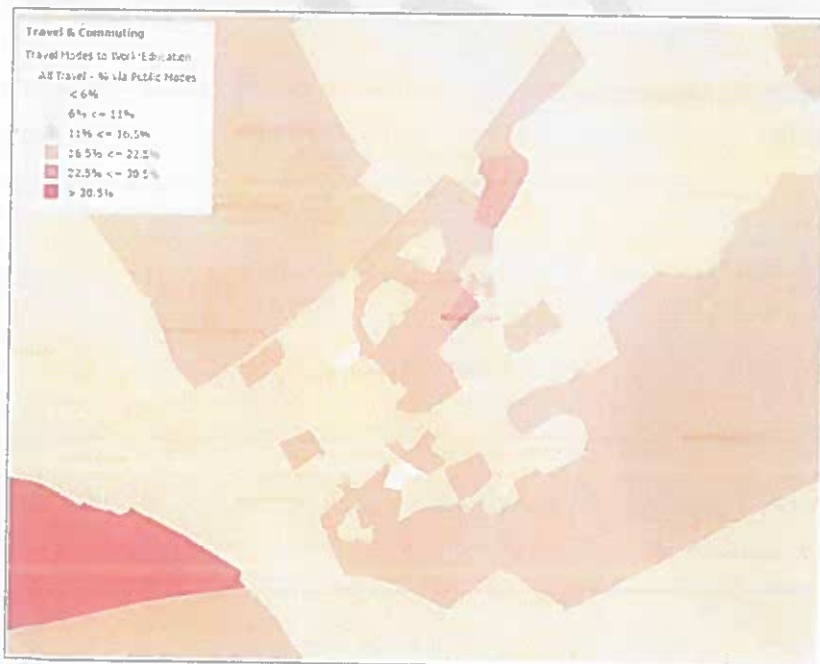 Travel & Commuting
Travel Modes to Work Education
All Travel - % via Public Modes
< 6%
6% <= 11%
11% <= 16.5%
16.5% <= 22.5%
22.5% <= 30.5%
> 30.5%